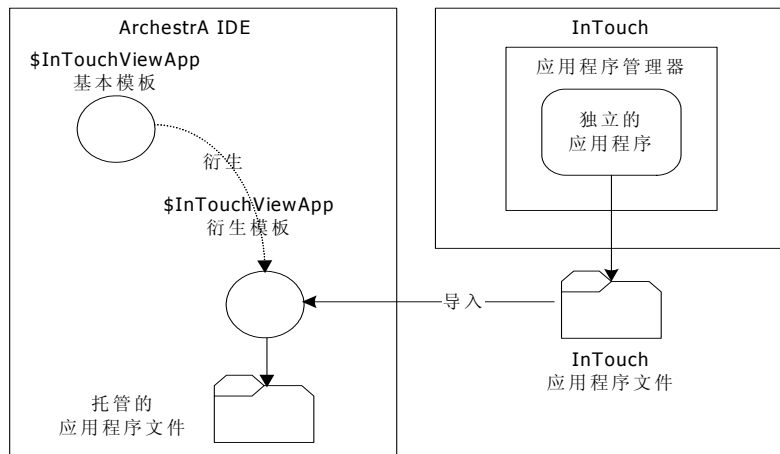 ArchestrA IDE
$InTouchViewApp
基本模板
衍生
$InTouchViewApp
衍生模板
托管的
应用程序文件
InTouch
应用程序管理器
独立的
应用程序
导入
InTouch
应用程序文件